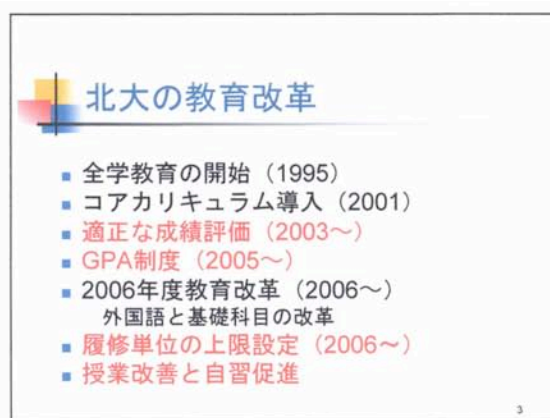 北大の教育改革
全学教育の開始（1995）
コアカリキュラム導入（2001）
適正な成績評価（2003～）
GPA制度（2005～）
2006年度教育改革（2006～）
外国語と基礎科目の改革
履修単位の上限設定（2006～）
授業改善と自習促進
3